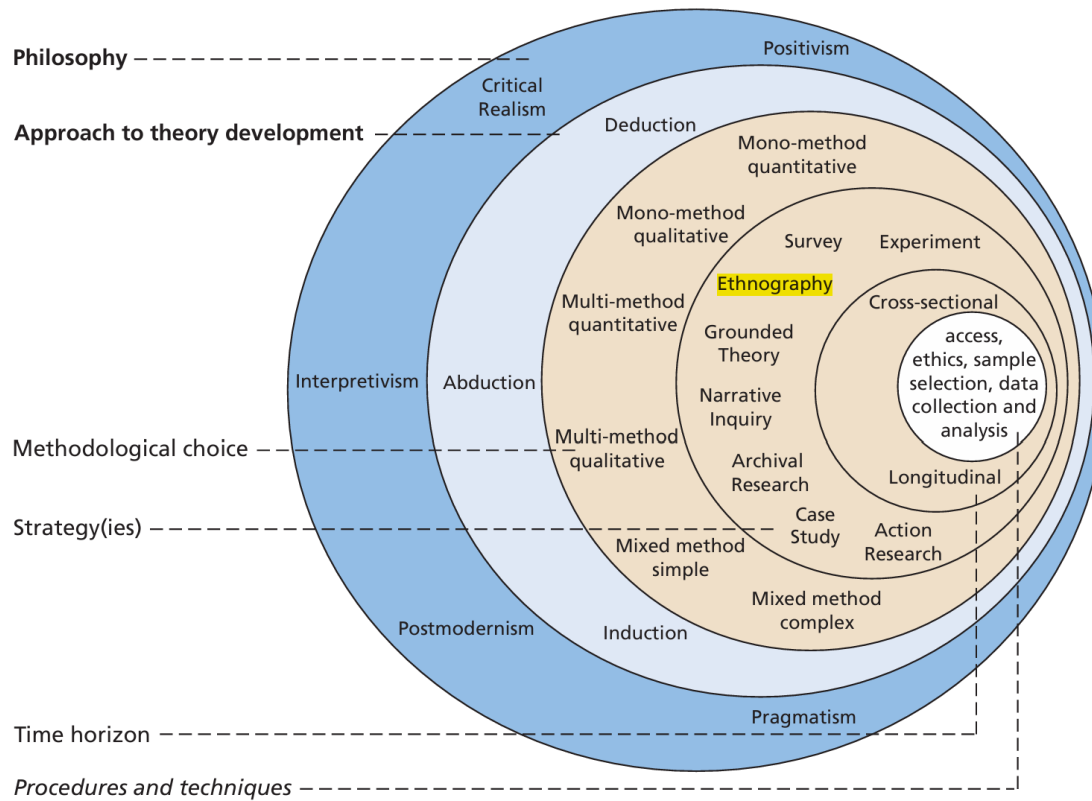 Philosophy
Positivism
Critical
Realism
Approach to theory development
Deduction
Mono-method
quantitative
Mono-method
qualitative
Survey
Experiment
Ethnography
Cross-sectional
Multi-method
quantitative
Grounded
Theory
access,
ethics, sample
selection, data
collection and
analysis
Interpretivism
Abduction
Narrative
Inquiry
Methodological choice
Multi-method
qualitative
Archival
Research
Longitudinal
Strategy(ies)
Case
Study
Action
Research
Mixed method
simple
Mixed method
complex
Postmodernism
Induction
Pragmatism
Time horizon
Procedures and techniques